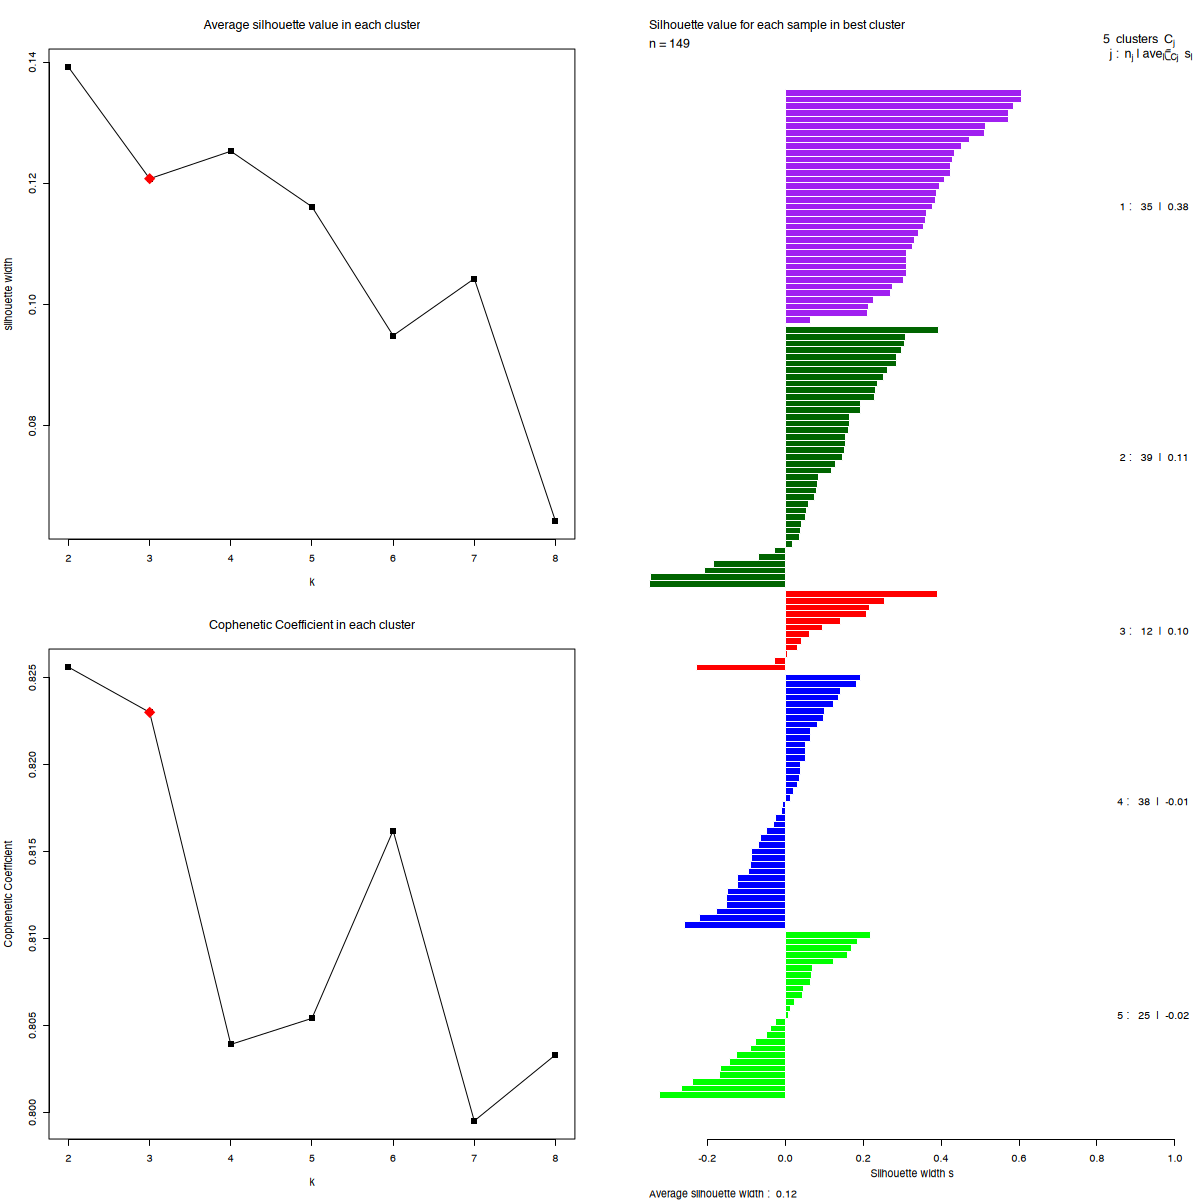 Average silhouette value in each cluster
silhouette width
0.14
0.12
0.10
0.08
2 3 4 5 6 7 8
k
Cophenetic Coefficient in each cluster
Cophenetic Coefficient
0.825
0.820
0.815
0.810
0.805
0.800
2 3 4 5 6 7 8
k
Silhouette value for each sample in best cluster
n = 149
5 clusters Cj
j : nj | avei∈Cj si
1 : 35 | 0.38
2 : 39 | 0.11
3 : 12 | 0.10
4 : 38 | -0.01
5 : 25 | -0.02
-0.2 0.0 0.2 0.4 0.6 0.8 1.0
Silhouette width s
Average silhouette width : 0.12